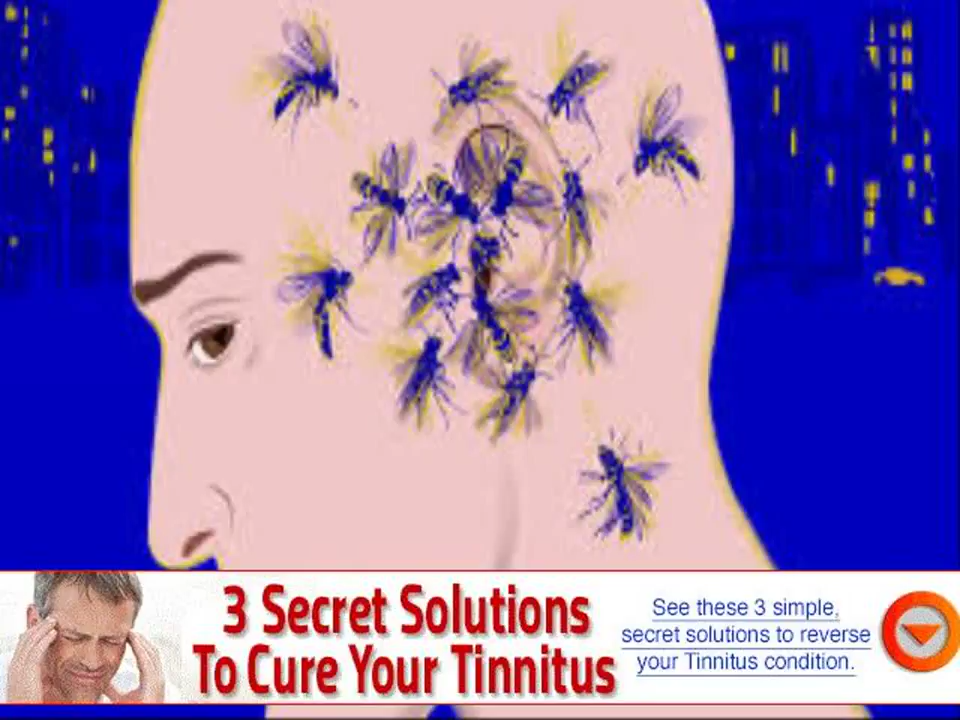 3 Secret Solutions
To Cure Your Tinnitus
See these 3 simple,
secret solutions to reverse
your Tinnitus condition.